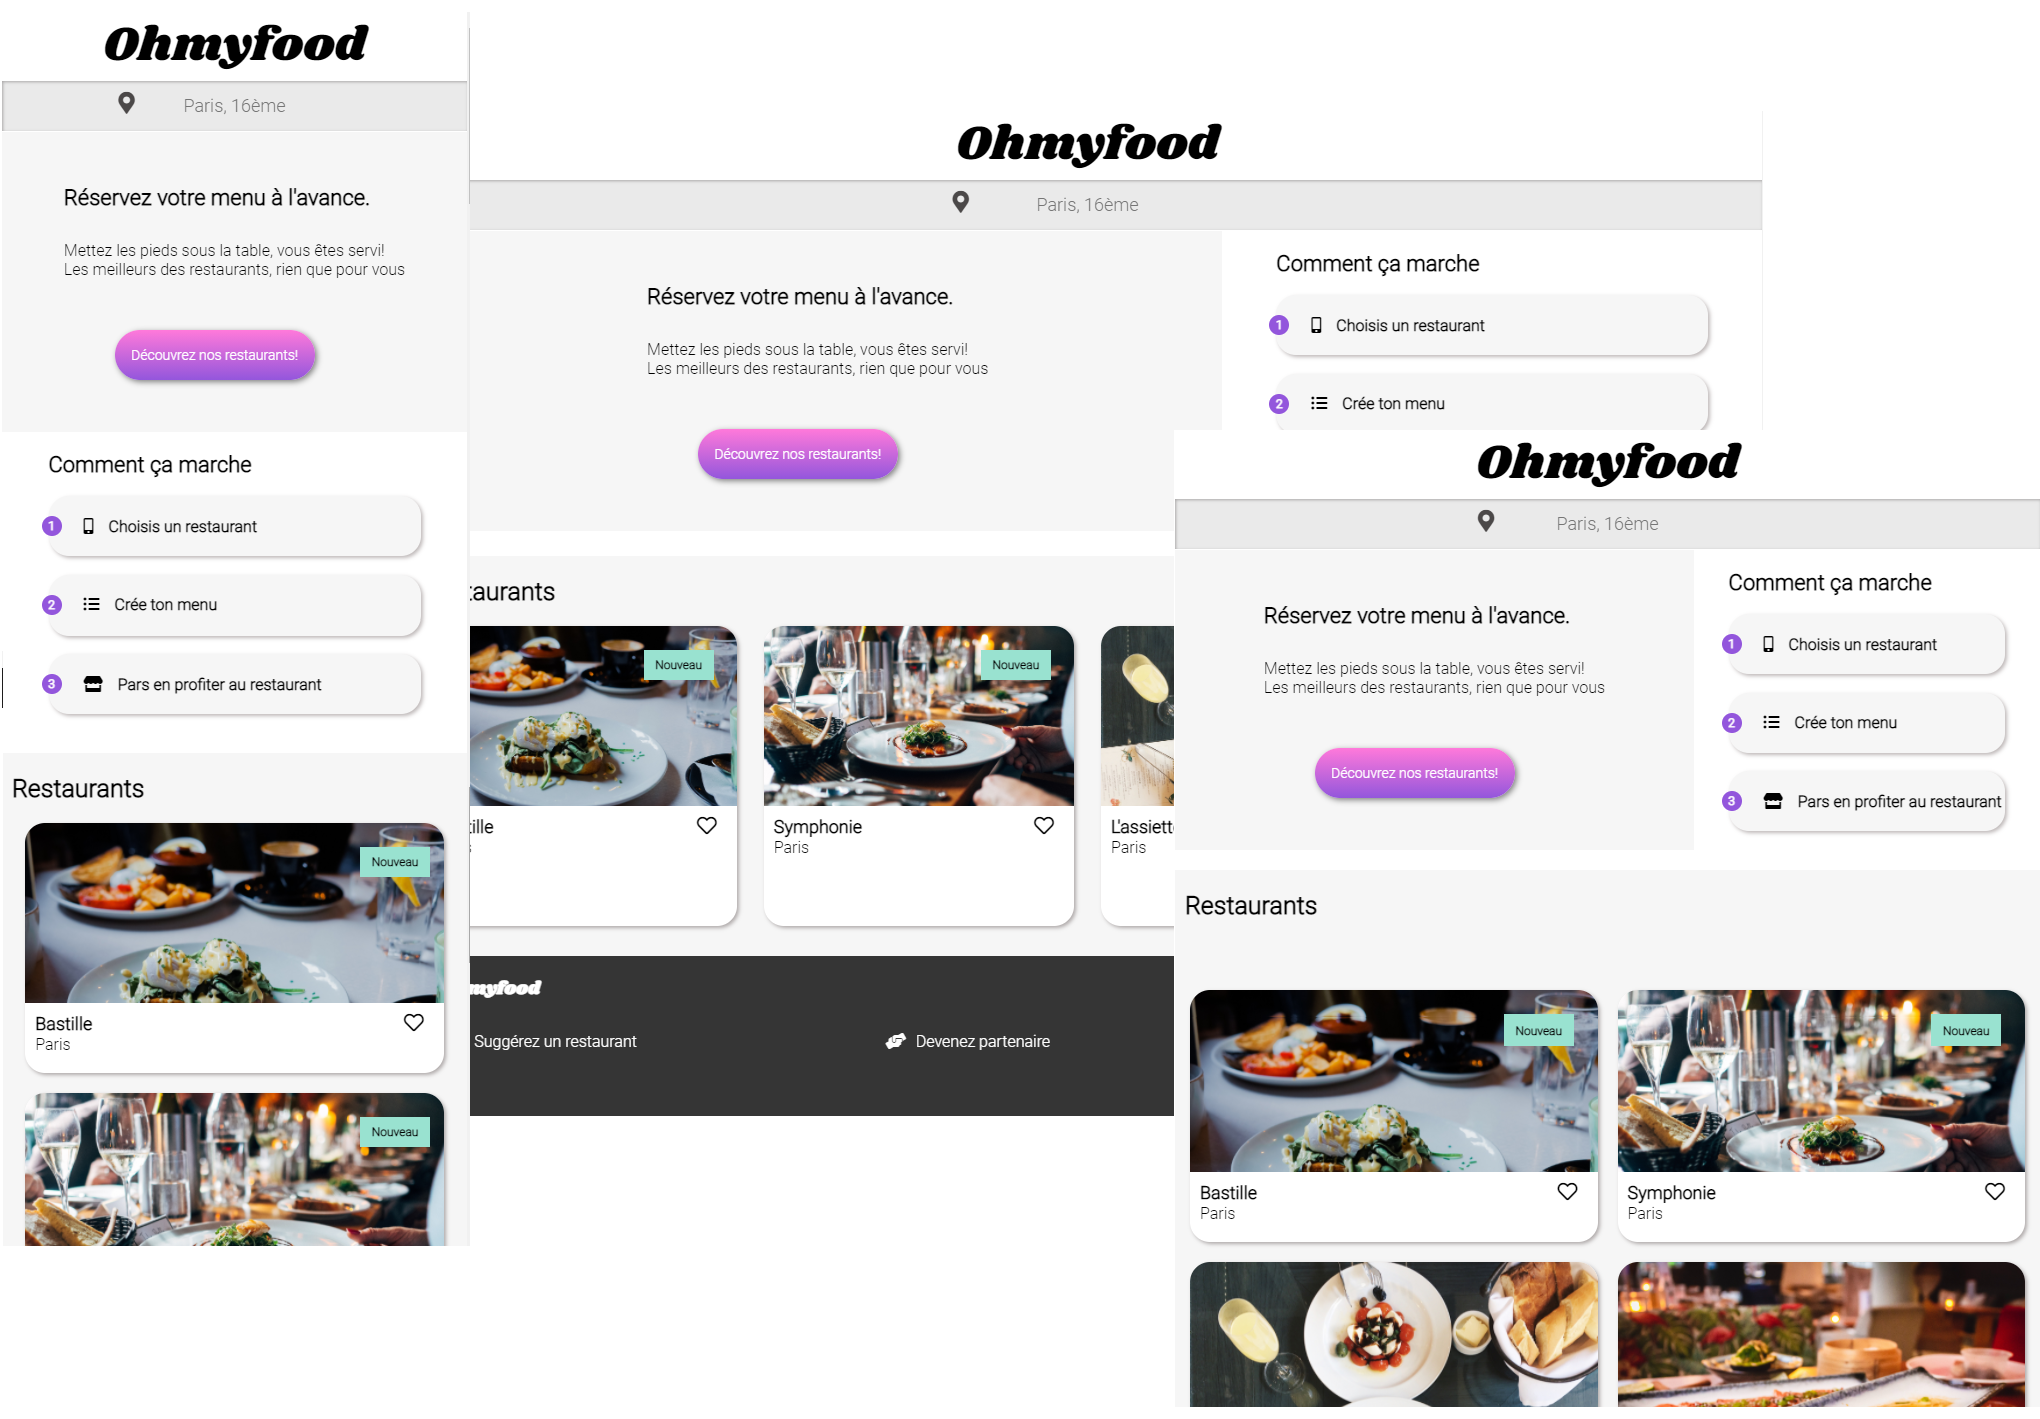 Ohmyfood
Paris, 16ème
Réservez votre menu à l'avance.
Mettez les pieds sous la table, vous êtes servi!
Les meilleurs des restaurants, rien que pour vous
Découvrez nos restaurants!
Comment ça marche
1 Choisis un restaurant
2 Crée ton menu
3 Pars en profiter au restaurant
Restaurants
Nouveau
Bastille
Paris
Nouveau
Ohmyfood
Paris, 16ème
Réservez votre menu à l'avance.
Mettez les pieds sous la table, vous êtes servi!
Les meilleurs des restaurants, rien que pour vous
Découvrez nos restaurants!
Comment ça marche
1 Choisis un restaurant
2 Crée ton menu
taurants
Nouveau
Nouveau
ille
Symphonie
Paris
L'assiett
Paris
myfood
Suggérez un restaurant
Devenez partenaire
Ohmyfood
Paris, 16ème
Réservez votre menu à l'avance.
Mettez les pieds sous la table, vous êtes servi!
Les meilleurs des restaurants, rien que pour vous
Découvrez nos restaurants!
Comment ça marche
1 Choisis un restaurant
2 Crée ton menu
3 Pars en profiter au restaurant
Restaurants
Nouveau
Nouveau
Bastille
Paris
Symphonie
Paris